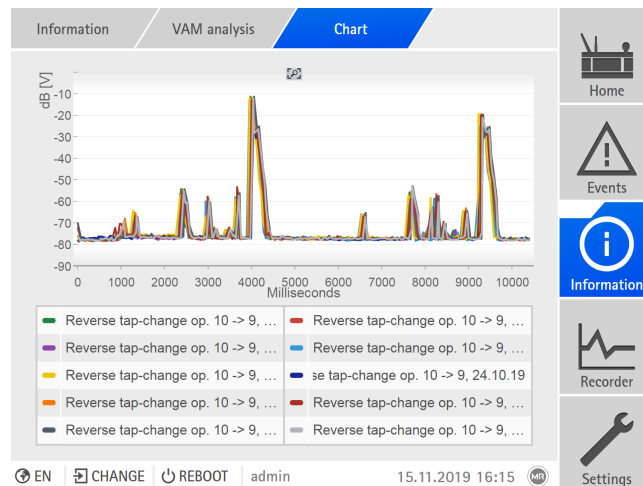 Information
VAM analysis
Chart
dB [V]
-10
-20
-30
-40
-50
-60
-70
-80
-90
0 1000 2000 3000 4000 5000 6000 7000 8000 9000 10000
Milliseconds
Reverse tap-change op. 10 -> 9, ...
Reverse tap-change op. 10 -> 9, ...
Reverse tap-change op. 10 -> 9, ...
Reverse tap-change op. 10 -> 9, ...
Reverse tap-change op. 10 -> 9, ...
se tap-change op. 10 -> 9, 24.10.19
Reverse tap-change op. 10 -> 9, ...
Reverse tap-change op. 10 -> 9, ...
Reverse tap-change op. 10 -> 9, ...
Reverse tap-change op. 10 -> 9, ...
EN
CHANGE
REBOOT
admin
15.11.2019 16:15
MR
Home
Events
Information
Recorder
Settings